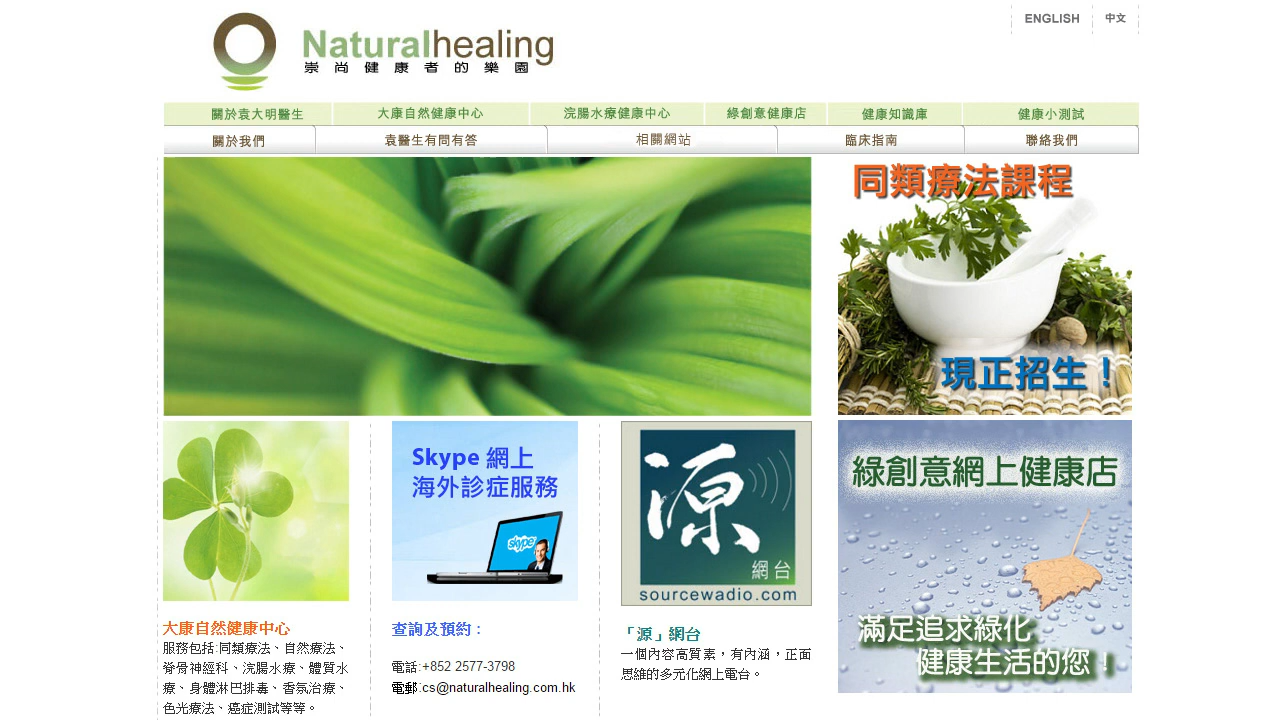 ENGLISH 中文
Naturalhealing
崇尚健康者的樂園
關於袁大明醫生 大康自然健康中心 浣腸水療健康中心 綠創意健康店 健康知識庫 健康小測試
關於我們 袁醫生有問有答 相關網站 臨床指南 聯絡我們
同類療法課程
現正招生！
Skype 網上
海外診症服務
skype
源
網台
sourcewadio.com
綠創意網上健康店
滿足追求綠化
健康生活的您！
大康自然健康中心
服務包括:同類療法、自然療法、
脊骨神經科、浣腸水療、體質水
療、身體淋巴排毒、香氛治療、
色光療法、癌症測試等等。
查詢及預約：
電話:+852 2577-3798
電郵:cs@naturalhealing.com.hk
「源」網台
一個內容高質素，有內涵，正面
思維的多元化網上電台。